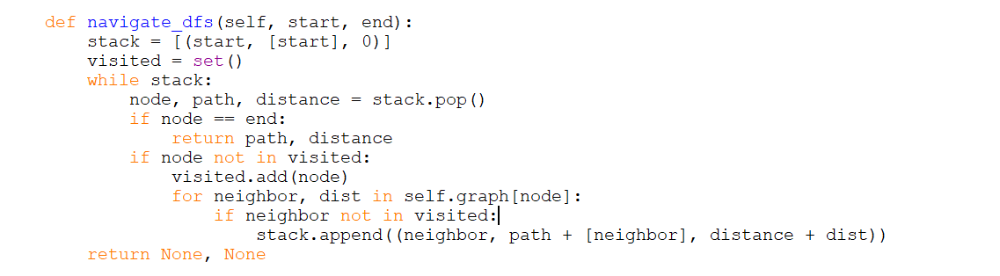 def navigate_dfs(self, start, end):
    stack = [(start, [start], 0)]
    visited = set()
    while stack:
        node, path, distance = stack.pop()
        if node == end:
            return path, distance
        if node not in visited:
            visited.add(node)
            for neighbor, dist in self.graph[node]:
                if neighbor not in visited:
                    stack.append((neighbor, path + [neighbor], distance + dist))
    return None, None